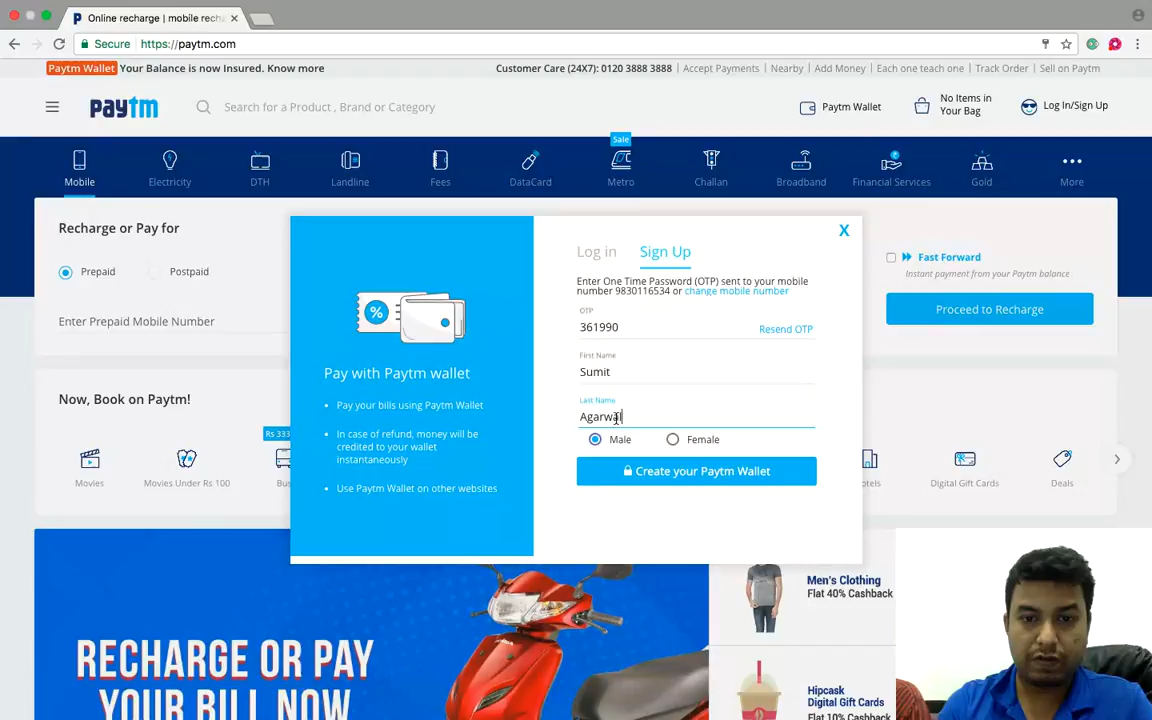 Online recharge | mobile rech
Secure https://paytm.com
Paytm Wallet Your Balance is now Insured. Know more
Customer Care (24X7): 0120 3888 3888 | Accept Payments | Nearby | Add Money | Each one teach one | Track Order | Sell on Paytm
paytm
Search for a Product , Brand or Category
Paytm Wallet
No Items in
Your Bag
Log In/Sign Up
Sale
Mobile Electricity DTH Landline Fees DataCard Metro Challan Broadband Financial Services Gold More
Recharge or Pay for
Prepaid Postpaid
Enter Prepaid Mobile Number
Fast Forward
Instant payment from your Paytm balance
Proceed to Recharge
X
Log in Sign Up
Enter One Time Password (OTP) sent to your mobile
number 9830116534 or change mobile number
OTP
361990
Resend OTP
First Name
Sumit
Last Name
Agarwal
Male Female
Create your Paytm Wallet
%
Pay with Paytm wallet
• Pay your bills using Paytm Wallet
• In case of refund, money will be
credited to your wallet
instantaneously
• Use Paytm Wallet on other websites
Now, Book on Paytm!
Rs 333
Movies Movies Under Rs 100 Bus otels Digital Gift Cards Deals
RECHARGE OR PAY
YOUR BILL NOW
Men's Clothing
Flat 40% Cashback
Hipcask
Digital Gift Cards
Flat 10% Cashback